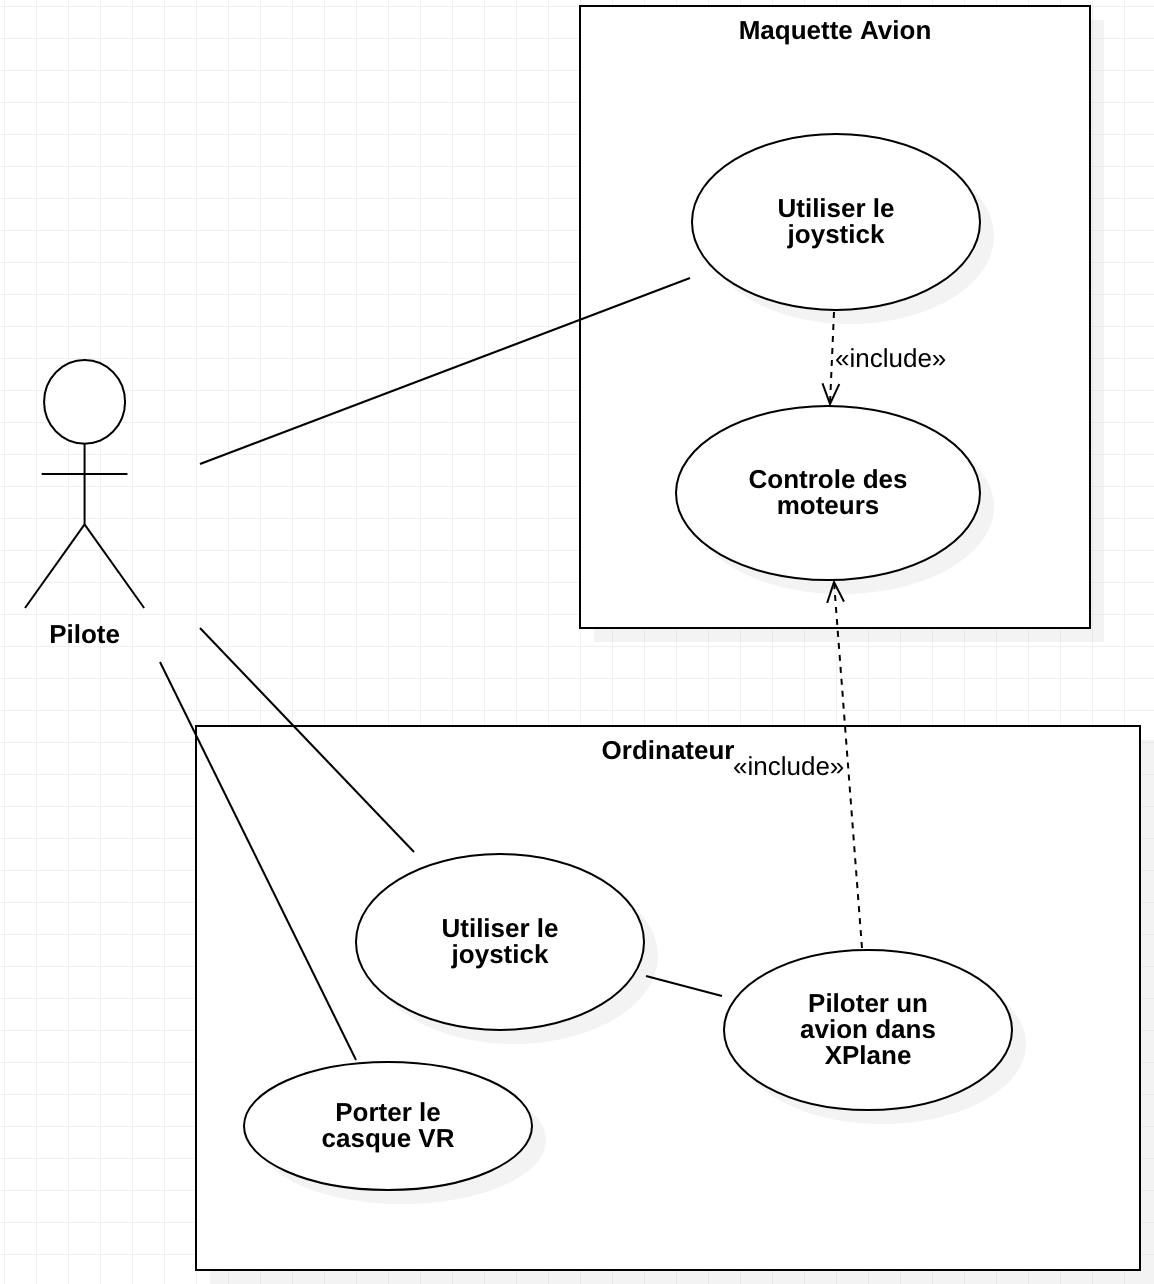 Maquette Avion
Utiliser le
joystick
«include»
Controle des
moteurs
Pilote
Ordinateur
«include»
Utiliser le
joystick
Piloter un
avion dans
XPlane
Porter le
casque VR